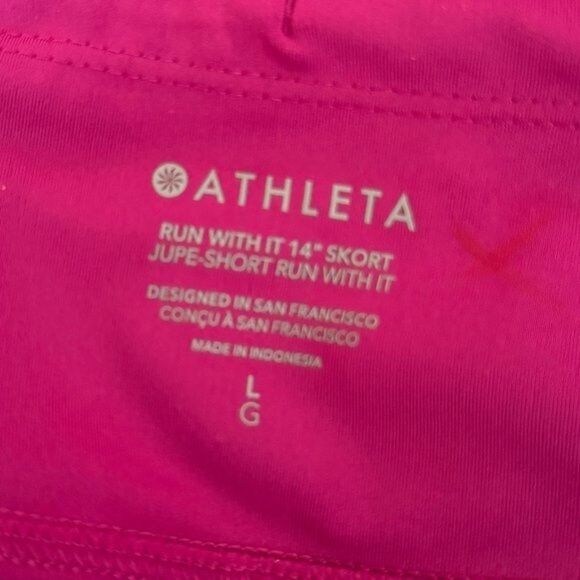 ATHLETA
RUN WITH IT 14" SKORT
JUPE-SHORT RUN WITH IT
DESIGNED IN SAN FRANCISCO
CONÇU À SAN FRANCISCO
MADE IN INDONESIA
L
G